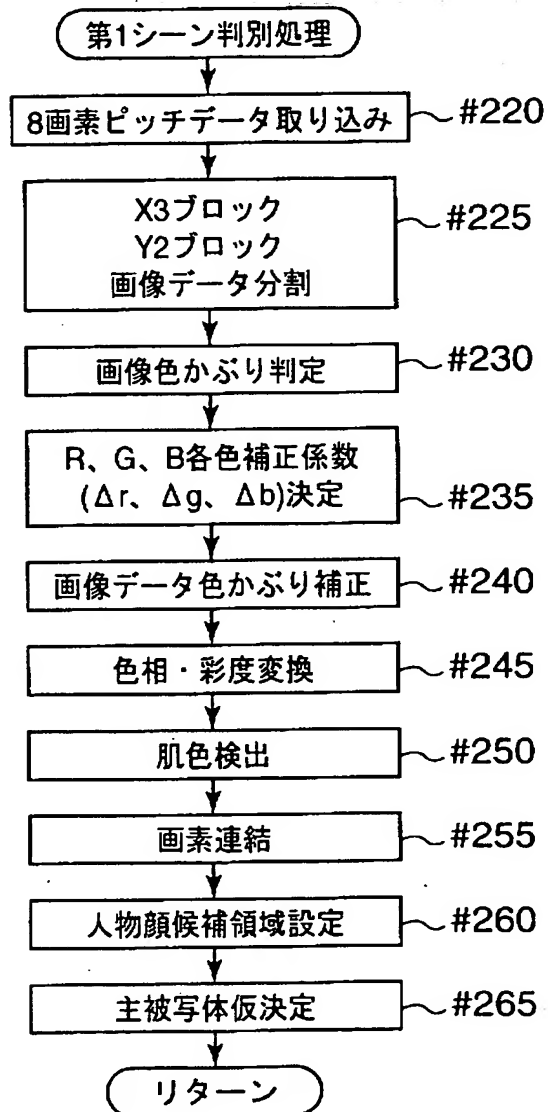 第1シーン判別処理
8画素ピッチデータ取り込み
#220
X3ブロック
Y2ブロック
画像データ分割
#225
画像色かぶり判定
#230
R、G、B各色補正係数
(Δr、Δg、Δb)決定
#235
画像データ色かぶり補正
#240
色相・彩度変換
#245
肌色検出
#250
画素連結
#255
人物顔候補領域設定
#260
主被写体仮決定
#265
リターン